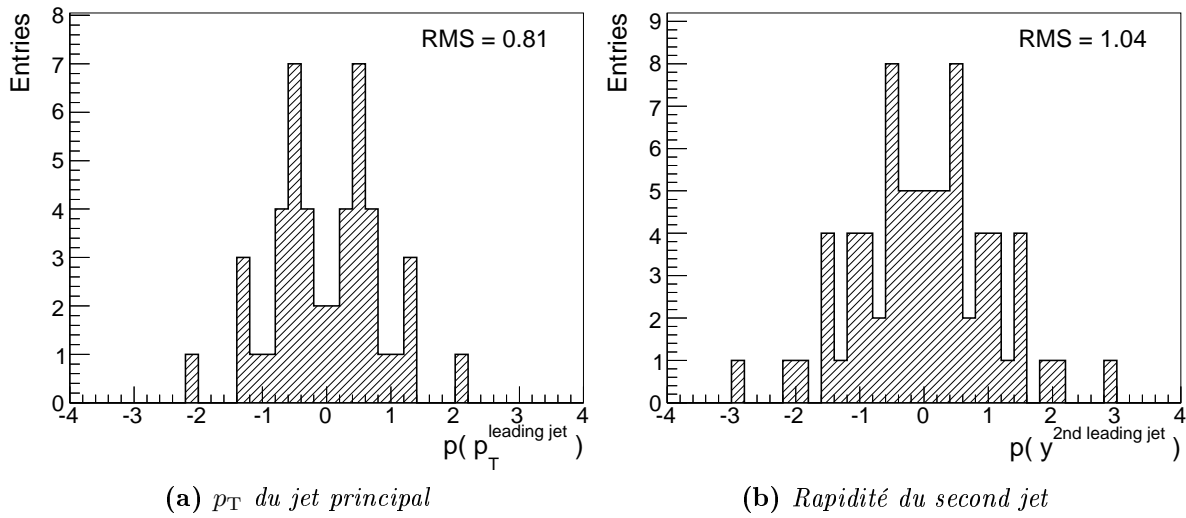 Entries
RMS = 0.81
8
7
6
5
4
3
2
1
0
-4 -3 -2 -1 0 1 2 3 4
p( p_T^leading jet )
(a) p_T du jet principal
Entries
RMS = 1.04
9
8
7
6
5
4
3
2
1
0
-4 -3 -2 -1 0 1 2 3 4
p( y^2nd leading jet )
(b) Rapidité du second jet